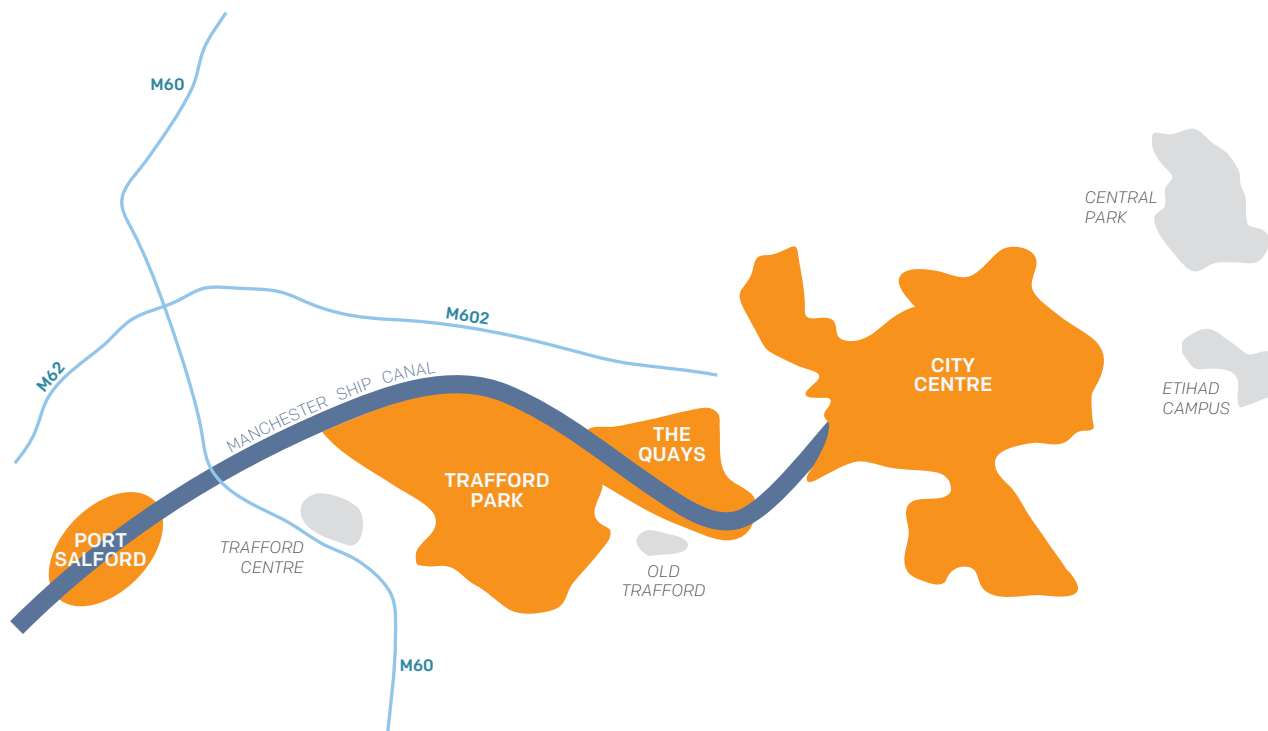 M60
CENTRAL
PARK
M602
M62
MANCHESTER SHIP CANAL
CITY
CENTRE
ETIHAD
CAMPUS
THE
QUAYS
TRAFFORD
PARK
PORT
SALFORD
TRAFFORD
CENTRE
OLD
TRAFFORD
M60